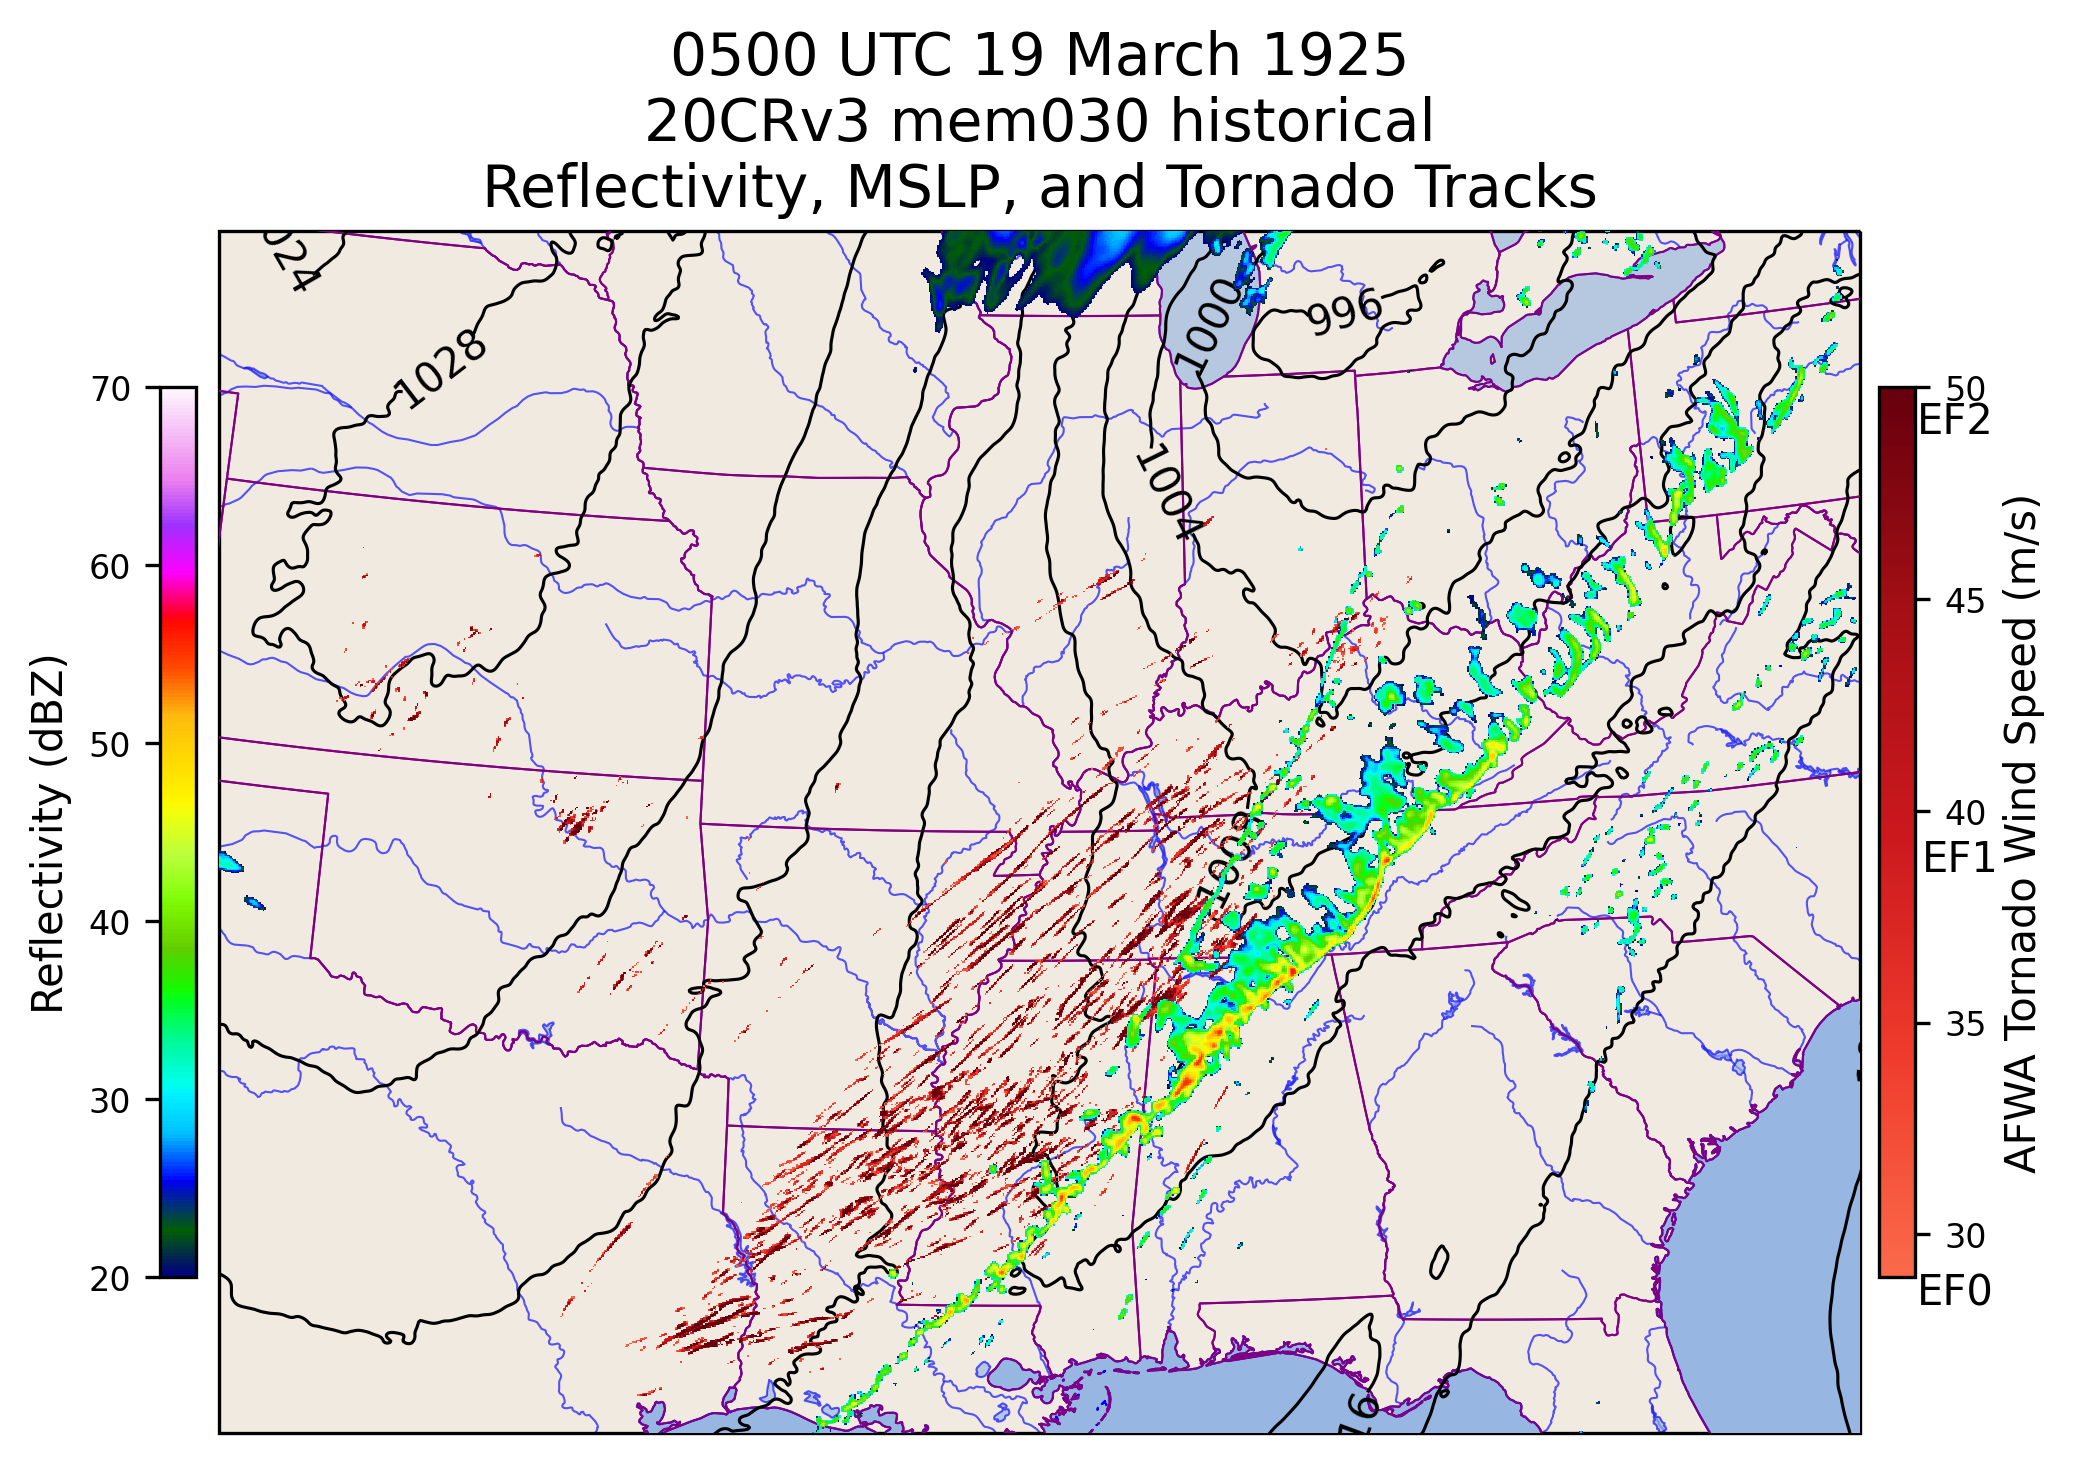 0500 UTC 19 March 1925
20CRv3 mem030 historical
Reflectivity, MSLP, and Tornado Tracks
1028
1000
996
1004
1008
16
Reflectivity (dBZ)
70
60
50
40
30
20
50
EF2
45
40
EF1
35
30
EF0
AFWA Tornado Wind Speed (m/s)